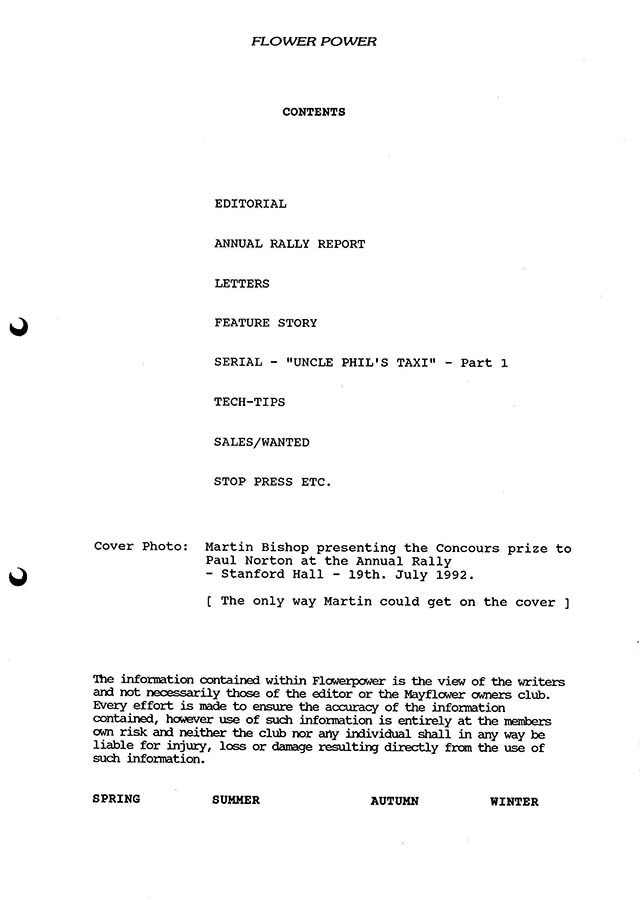 FLOWER POWER
CONTENTS
EDITORIAL
ANNUAL RALLY REPORT
LETTERS
FEATURE STORY
SERIAL - "UNCLE PHIL'S TAXI" - Part 1
TECH-TIPS
SALES/WANTED
STOP PRESS ETC.
Cover Photo: Martin Bishop presenting the Concours prize to
Paul Norton at the Annual Rally
- Stanford Hall - 19th. July 1992.
[ The only way Martin could get on the cover ]
The information contained within Flowerpower is the view of the writers
and not necessarily those of the editor or the Mayflower owners club.
Every effort is made to ensure the accuracy of the information
contained, however use of such information is entirely at the members
own risk and neither the club nor any individual shall in any way be
liable for injury, loss or damage resulting directly from the use of
such information.
SPRING SUMMER AUTUMN WINTER